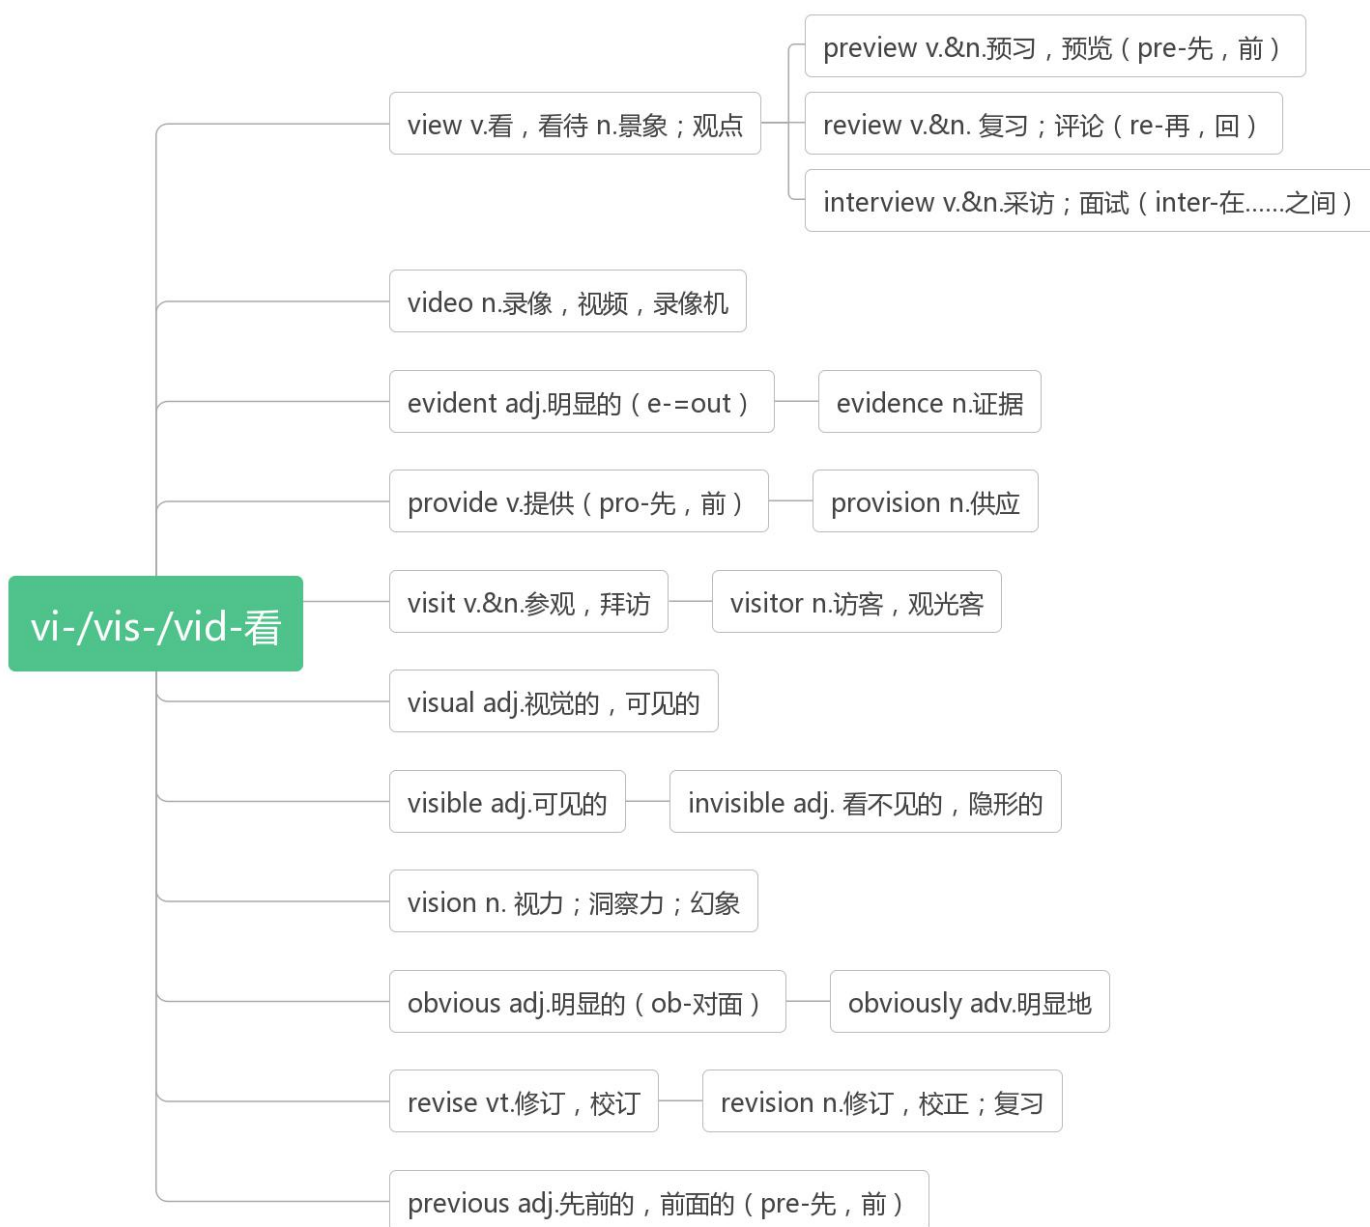 preview v.&n.预习，预览（pre-先，前）
view v.看，看待 n.景象；观点
review v.&n. 复习；评论（re-再，回）
interview v.&n.采访；面试（inter-在......之间）
video n.录像，视频，录像机
evident adj.明显的（e-=out）
evidence n.证据
provide v.提供（pro-先，前）
provision n.供应
vi-/vis-/vid-看
visit v.&n.参观，拜访
visitor n.访客，观光客
visual adj.视觉的，可见的
visible adj.可见的
invisible adj. 看不见的，隐形的
vision n. 视力；洞察力；幻象
obvious adj.明显的（ob-对面）
obviously adv.明显地
revise vt.修订，校订
revision n.修订，校正；复习
previous adj.先前的，前面的（pre-先，前）